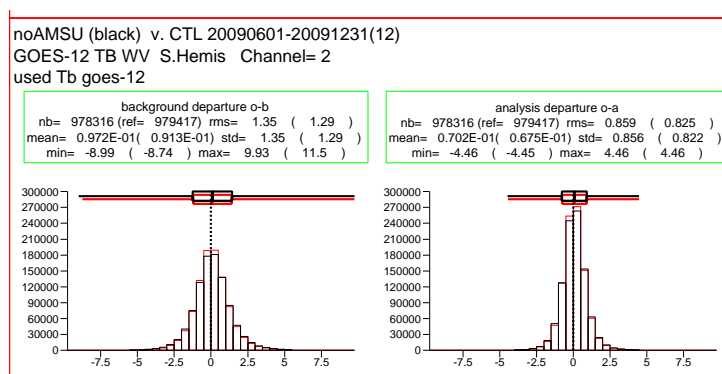 noAMSU (black) v. CTL 20090601-20091231(12)
GOES-12 TB WV S.Hemis Channel= 2
used Tb goes-12
background departure o-b
nb= 978316 (ref= 979417) rms= 1.35 ( 1.29 )
mean= 0.972E-01( 0.913E-01) std= 1.35 ( 1.29 )
min= -8.99 ( -8.74 ) max= 9.93 ( 11.5 )
analysis departure o-a
nb= 978316 (ref= 979417) rms= 0.859 ( 0.825 )
mean= 0.702E-01( 0.675E-01) std= 0.856 ( 0.822 )
min= -4.46 ( -4.45 ) max= 4.46 ( 4.46 )
300000
270000
240000
210000
180000
150000
120000
90000
60000
30000
0
-7.5 -5 -2.5 0 2.5 5 7.5
300000
270000
240000
210000
180000
150000
120000
90000
60000
30000
0
-7.5 -5 -2.5 0 2.5 5 7.5